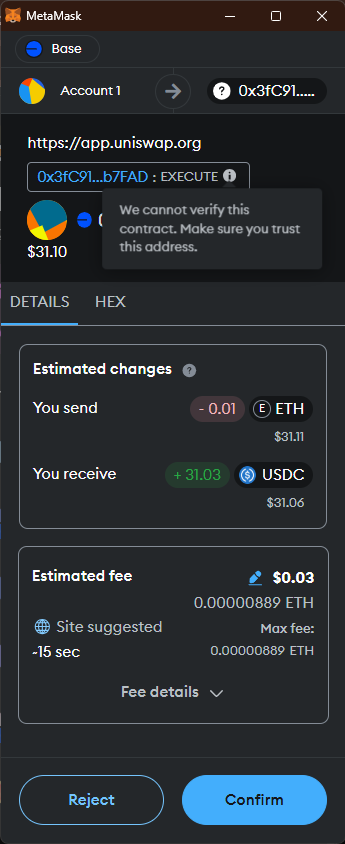 MetaMask
Base
Account 1
0x3fC91.....
https://app.uniswap.org
0x3fC91...b7FAD : EXECUTE
We cannot verify this
contract. Make sure you trust
this address.
$31.10
DETAILS HEX
Estimated changes
You send - 0.01 E ETH
$31.11
You receive + 31.03 USDC
$31.06
Estimated fee $0.03
0.00000889 ETH
Site suggested Max fee:
~15 sec 0.00000889 ETH
Fee details
Reject Confirm